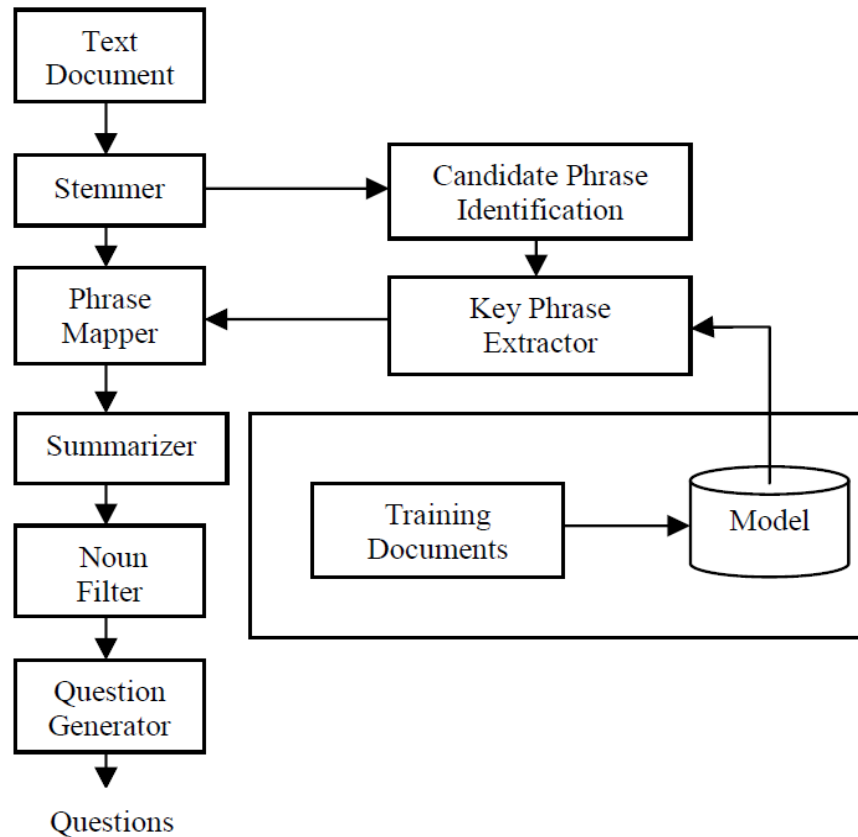 Text
Document
Stemmer
Candidate Phrase
Identification
Phrase
Mapper
Key Phrase
Extractor
Summarizer
Training
Documents
Model
Noun
Filter
Question
Generator
Questions